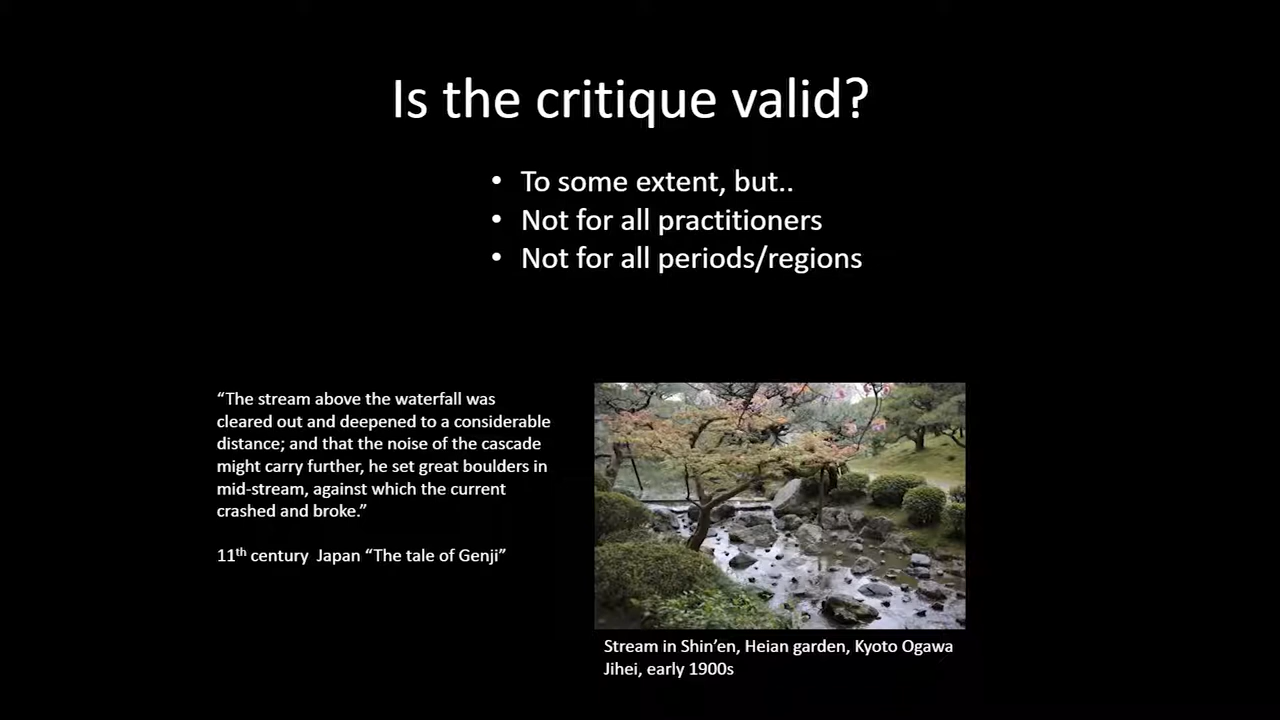 Is the critique valid?
• To some extent, but..
• Not for all practitioners
• Not for all periods/regions
“The stream above the waterfall was
cleared out and deepened to a considerable
distance; and that the noise of the cascade
might carry further, he set great boulders in
mid-stream, against which the current
crashed and broke.”
11th century  Japan “The tale of Genji”
Stream in Shin’en, Heian garden, Kyoto Ogawa
Jihei, early 1900s